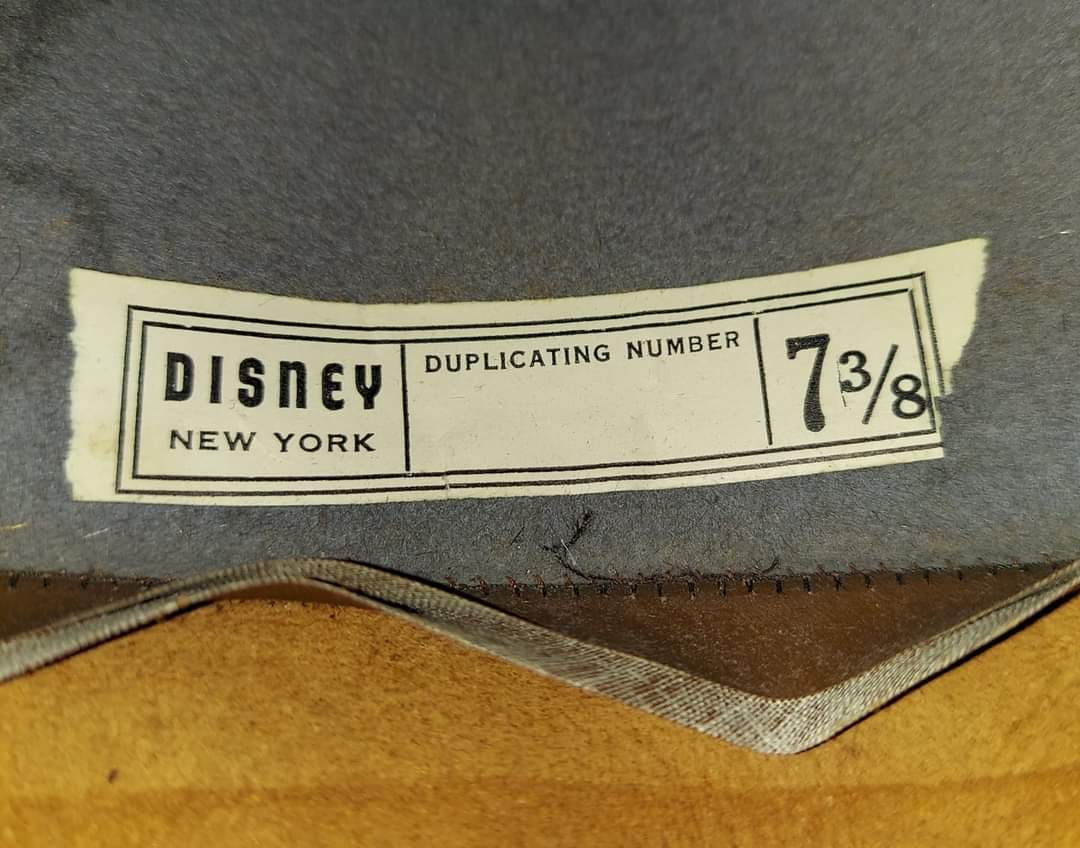 DISNEY
NEW YORK
DUPLICATING NUMBER
7 3/8